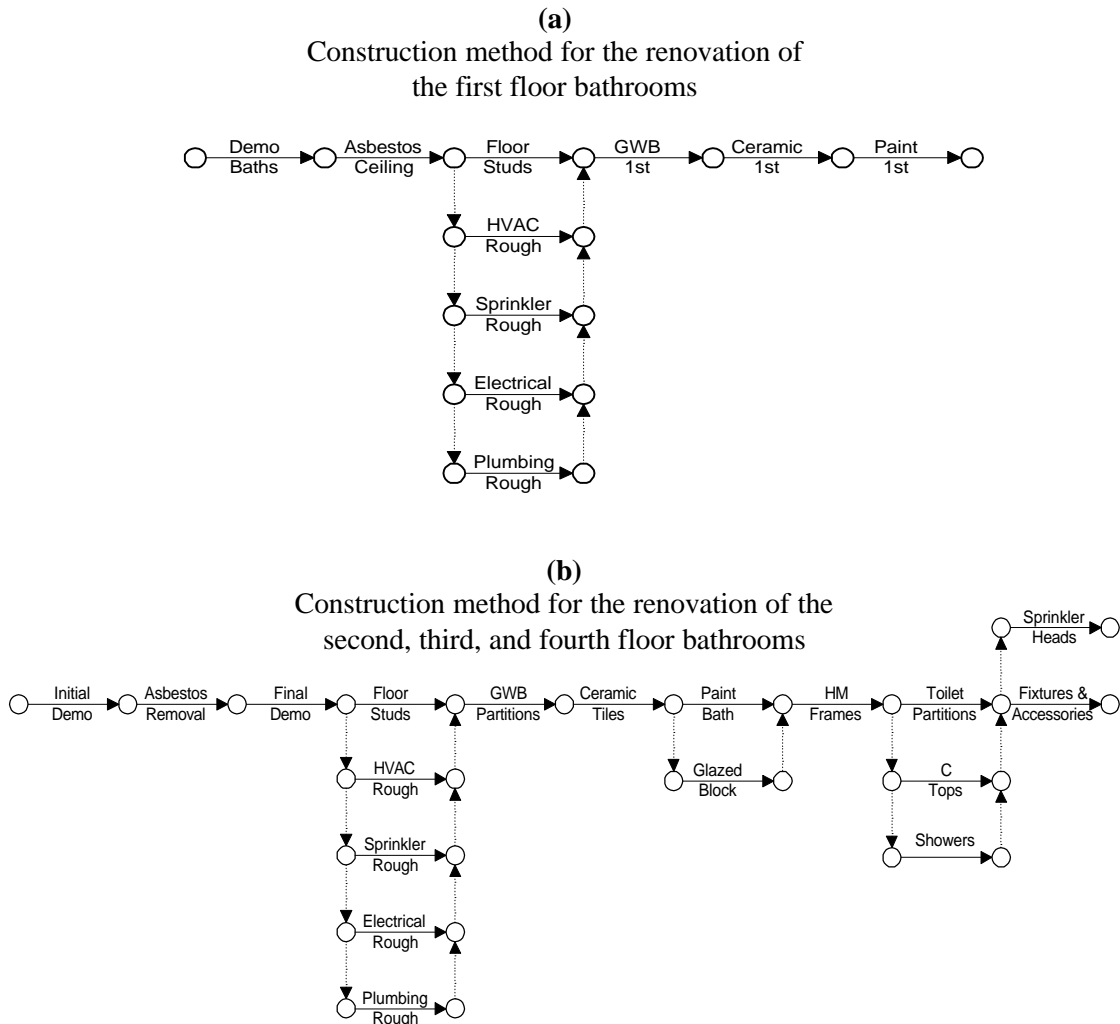 (a)
Construction method for the renovation of
the first floor bathrooms
Demo
Baths
Asbestos
Ceiling
Floor
Studs
GWB
1st
Ceramic
1st
Paint
1st
HVAC
Rough
Sprinkler
Rough
Electrical
Rough
Plumbing
Rough
(b)
Construction method for the renovation of the
second, third, and fourth floor bathrooms
Sprinkler
Heads
Initial
Demo
Asbestos
Removal
Final
Demo
Floor
Studs
GWB
Partitions
Ceramic
Tiles
Paint
Bath
HM
Frames
Toilet
Partitions
Fixtures &
Accessories
HVAC
Rough
Glazed
Block
C
Tops
Sprinkler
Rough
Showers
Electrical
Rough
Plumbing
Rough